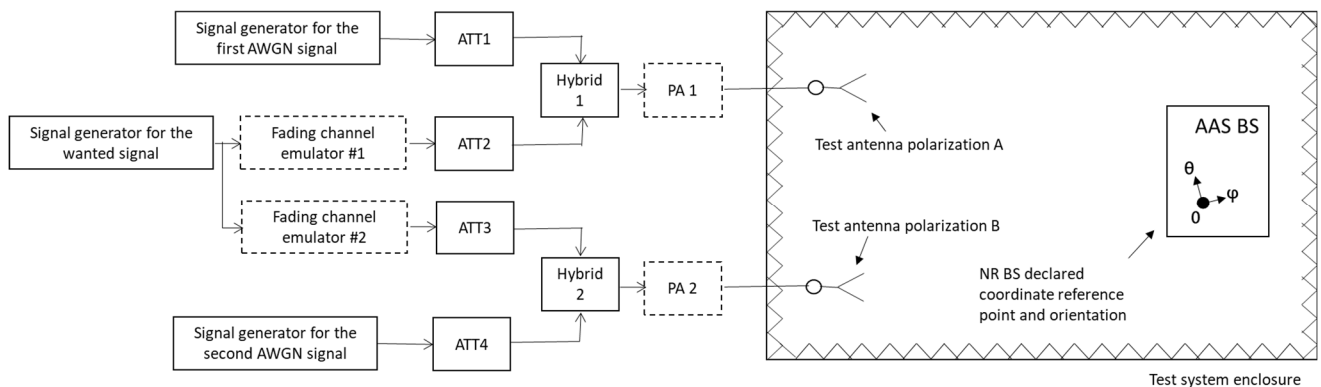 Signal generator for the
first AWGN signal
ATT1
Hybrid
1
PA 1
Signal generator for the
wanted signal
Fading channel
emulator #1
ATT2
Test antenna polarization A
AAS BS
θ
φ
0
Fading channel
emulator #2
ATT3
Test antenna polarization B
Hybrid
2
PA 2
NR BS declared
coordinate reference
point and orientation
Signal generator for the
second AWGN signal
ATT4
Test system enclosure